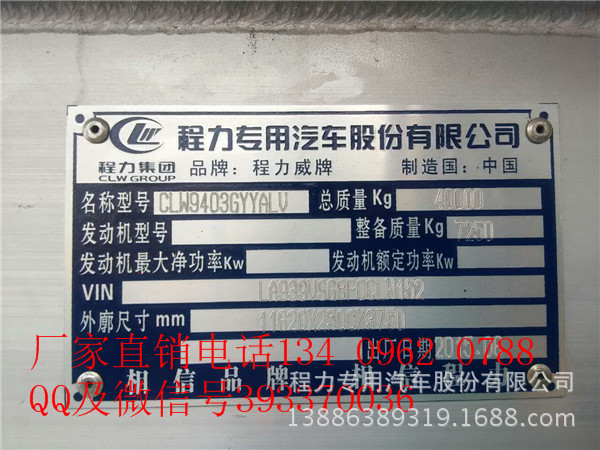 程力专用汽车股份有限公司
程力集团 品牌：程力威牌 制造国：中国
CLW GROUP
名称型号 CLW9403GYYALV 总质量Kg 40000
发动机型号 整备质量Kg 7250
发动机最大净功率Kw 发动机额定功率Kw
VIN
外廓尺寸 mm
厂家直销电话134 0962 0788
相信品牌 相信程力
程力专用汽车股份有限公司
QQ及微信号393370036
13886389319.1688.com